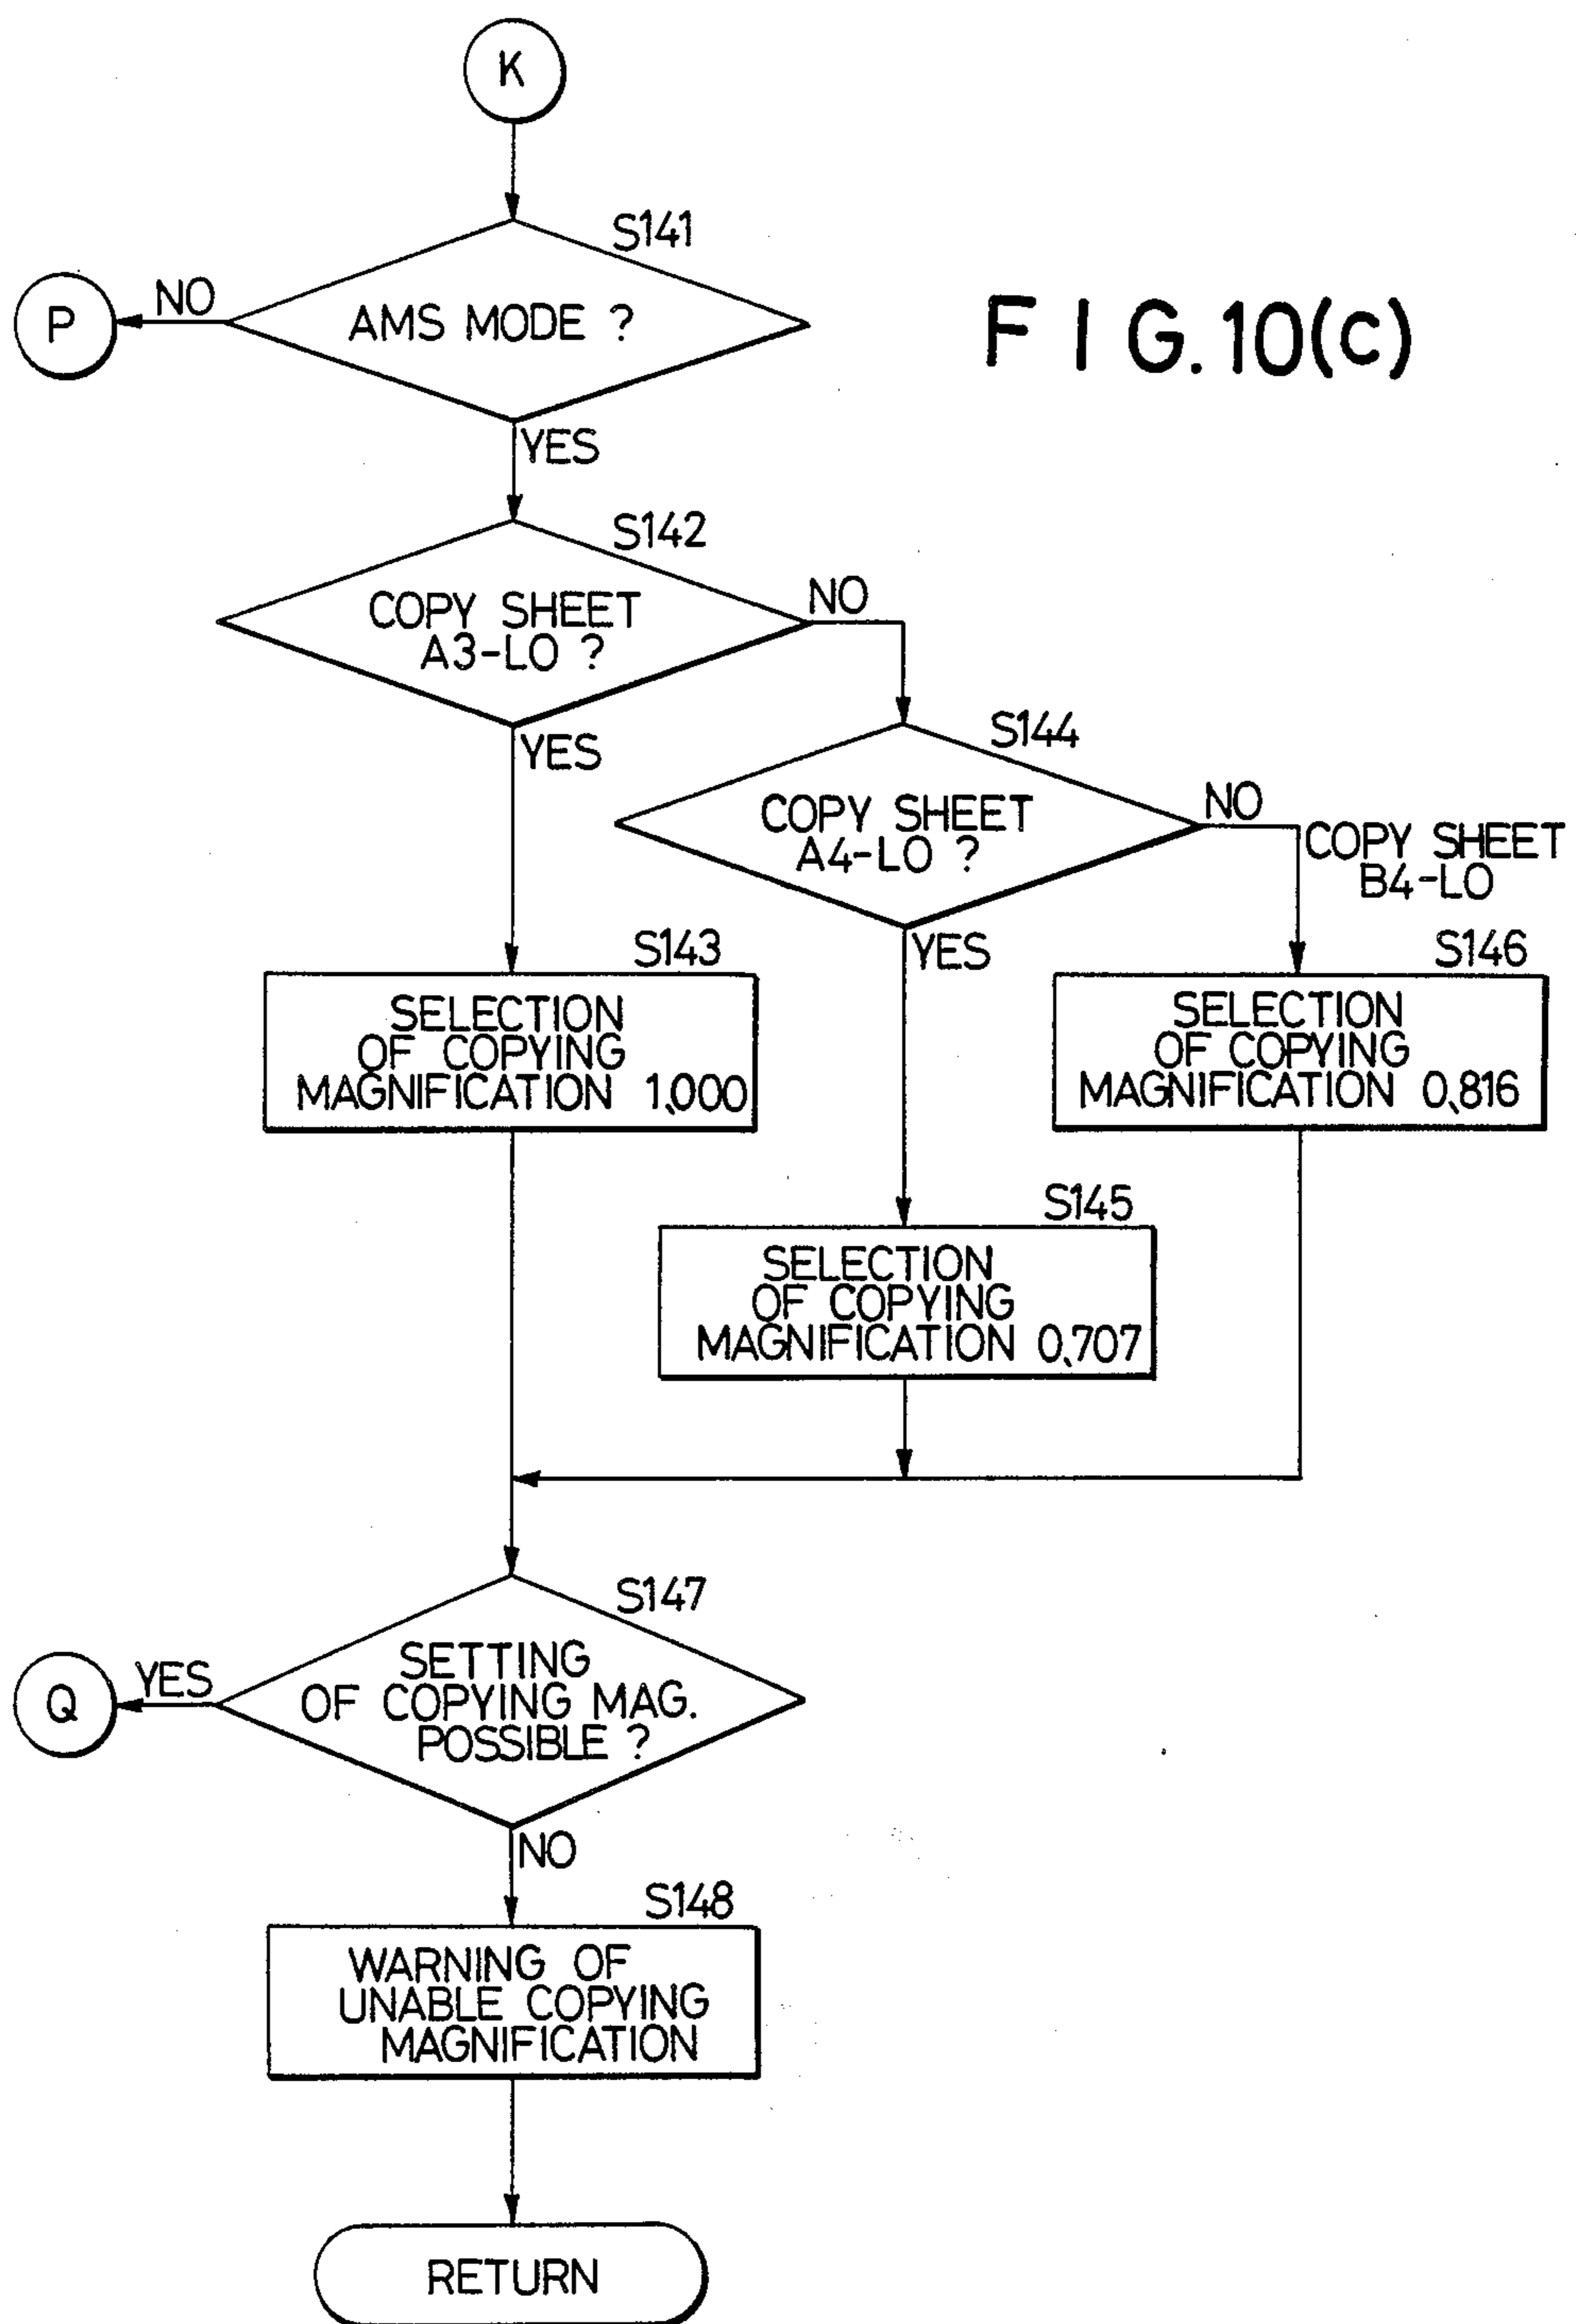 K
S141
P
NO
AMS MODE ?
F I G. 10(c)
YES
S142
COPY SHEET
A3-LO ?
NO
YES
S144
COPY SHEET
A4-LO ?
NO
COPY SHEET
B4-LO
YES
S143
SELECTION
OF COPYING
MAGNIFICATION 1.000
S146
SELECTION
OF COPYING
MAGNIFICATION 0.816
S145
SELECTION
OF COPYING
MAGNIFICATION 0.707
S147
Q
YES
SETTING
OF COPYING MAG.
POSSIBLE ?
NO
S148
WARNING OF
UNABLE COPYING
MAGNIFICATION
RETURN